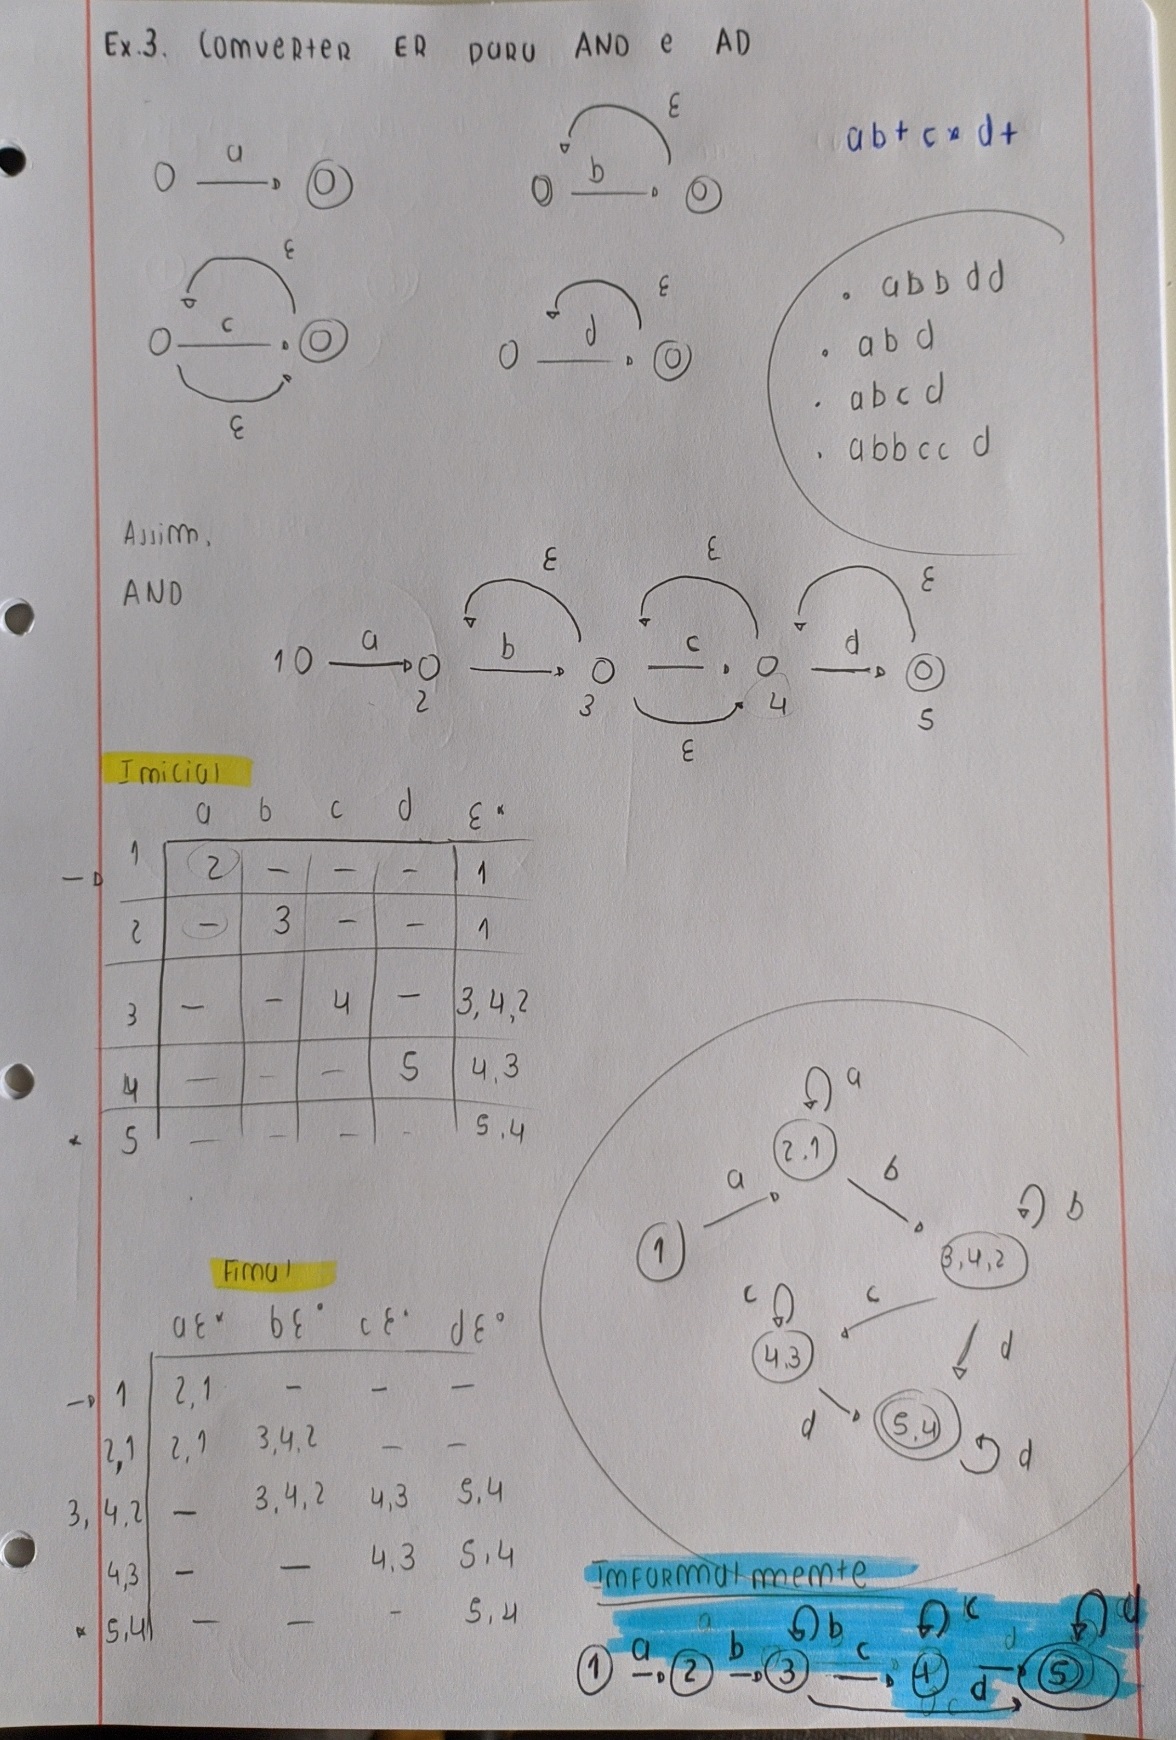 Ex.3. Converter ER para AND e AD
ab+c*d+
a
b ε
c ε ε
d ε
. abbdd
. abd
. abcd
. abbccd
Assim,
AND
1 a 2 b ε 3 c ε ε 4 d ε 5
Inicial
a b c d ε*
1 2 - - - 1
2 - 3 - - 1
3 - - 4 - 3,4,2
4 - - - 5 4,3
* 5 - - - - 5,4
1 a 2,1 a b 3,4,2 b
c 4,3 c d 5,4 d d
Final
aε* bε* cε* dε*
1 2,1 - - -
2,1 2,1 3,4,2 - -
3,4,2 - 3,4,2 4,3 5,4
4,3 - - 4,3 5,4
* 5,4 - - - 5,4
Informalmente
1 a 2 b 3 b c 4 c d 5 d d